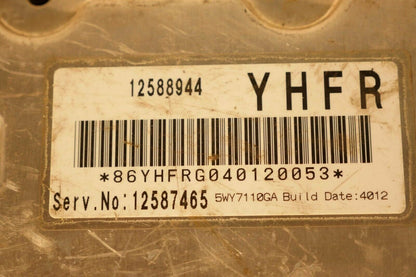 12588944 YHFR
*86YHFRG040120053*
Serv.No:12587465 5WY7110GA Build Date:4012